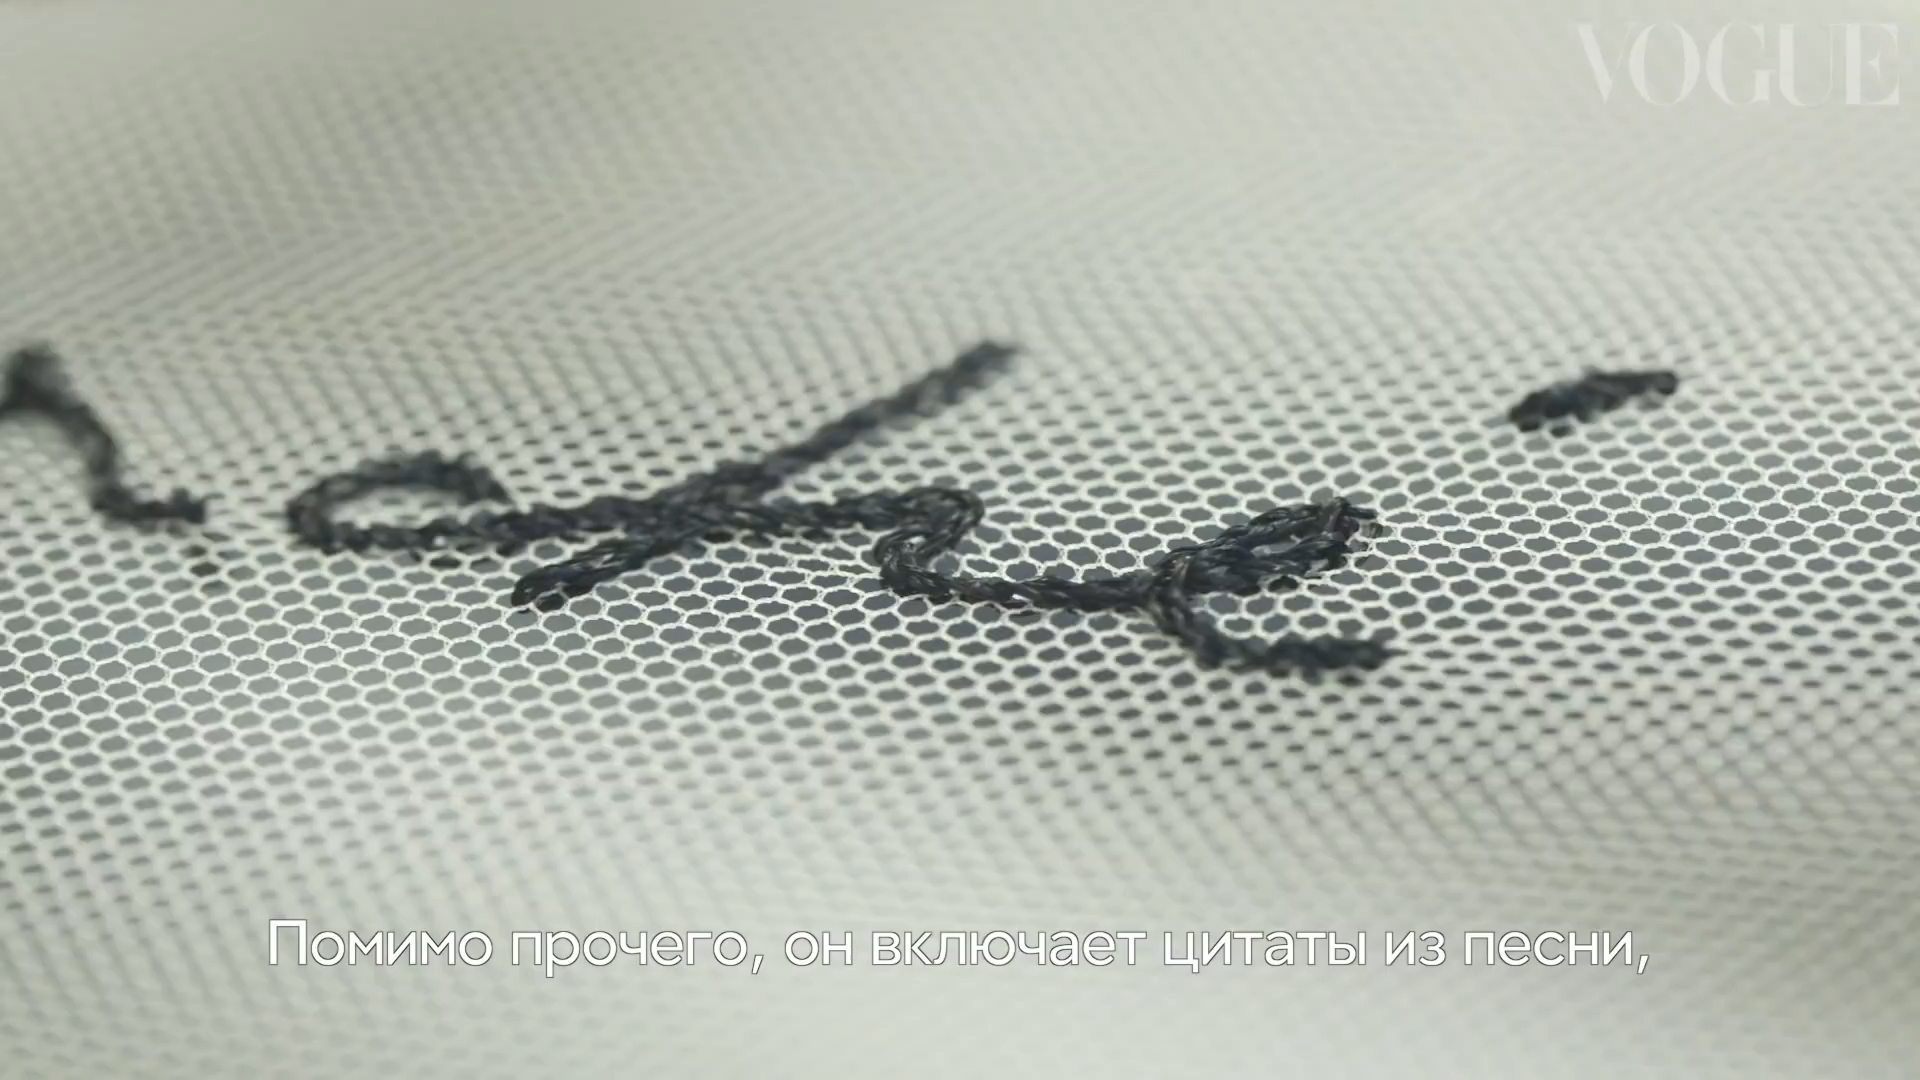 VOGUE
Помимо прочего, он включает цитаты из песни,